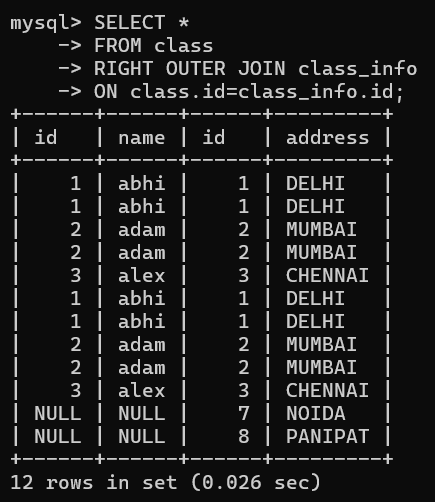 mysql> SELECT *
    -> FROM class
    -> RIGHT OUTER JOIN class_info
    -> ON class.id=class_info.id;
+------+------+------+---------+
| id   | name | id   | address |
+------+------+------+---------+
|    1 | abhi |    1 | DELHI   |
|    1 | abhi |    1 | DELHI   |
|    2 | adam |    2 | MUMBAI  |
|    2 | adam |    2 | MUMBAI  |
|    3 | alex |    3 | CHENNAI |
|    1 | abhi |    1 | DELHI   |
|    1 | abhi |    1 | DELHI   |
|    2 | adam |    2 | MUMBAI  |
|    2 | adam |    2 | MUMBAI  |
|    3 | alex |    3 | CHENNAI |
| NULL | NULL |    7 | NOIDA   |
| NULL | NULL |    8 | PANIPAT |
+------+------+------+---------+
12 rows in set (0.026 sec)